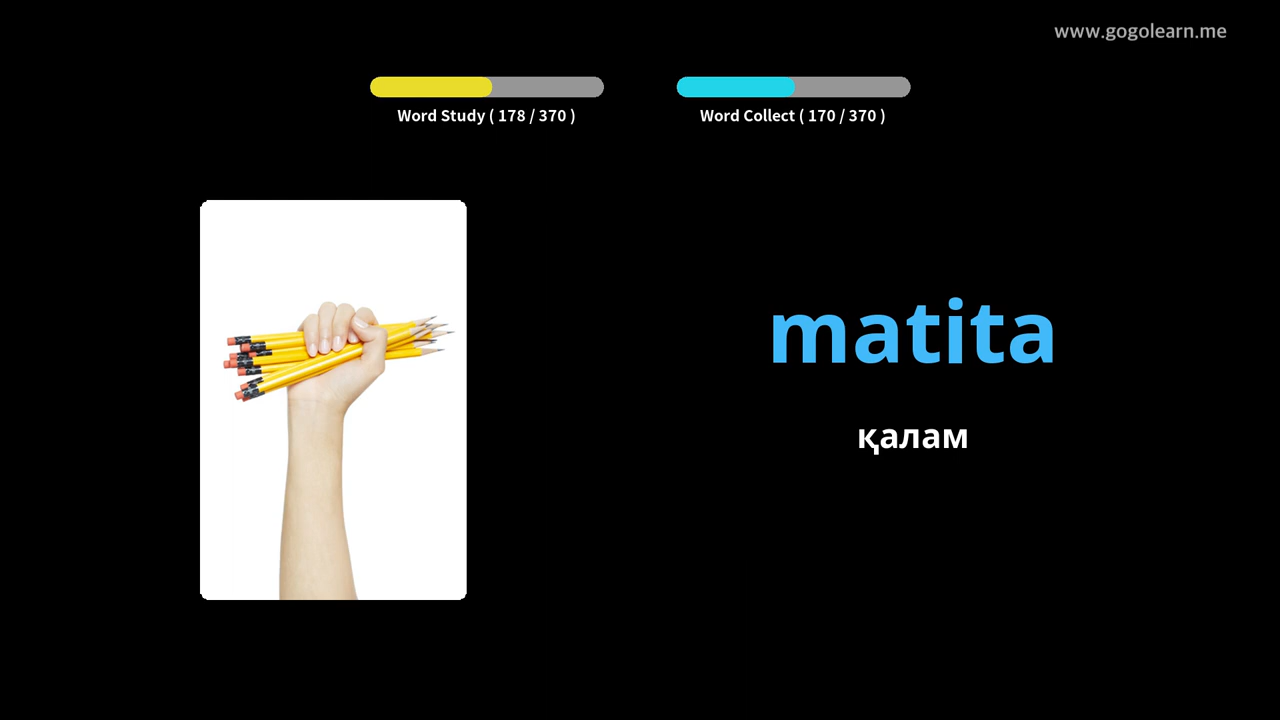 www.gogolearn.me
Word Study ( 178 / 370 )
Word Collect ( 170 / 370 )
matita
қалам